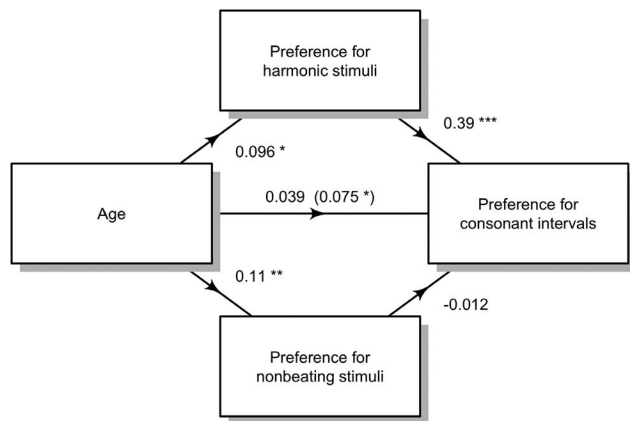 Preference for
harmonic stimuli
0.39 ***
0.096 *
Age
0.039 (0.075 *)
Preference for
consonant intervals
0.11 **
-0.012
Preference for
nonbeating stimuli